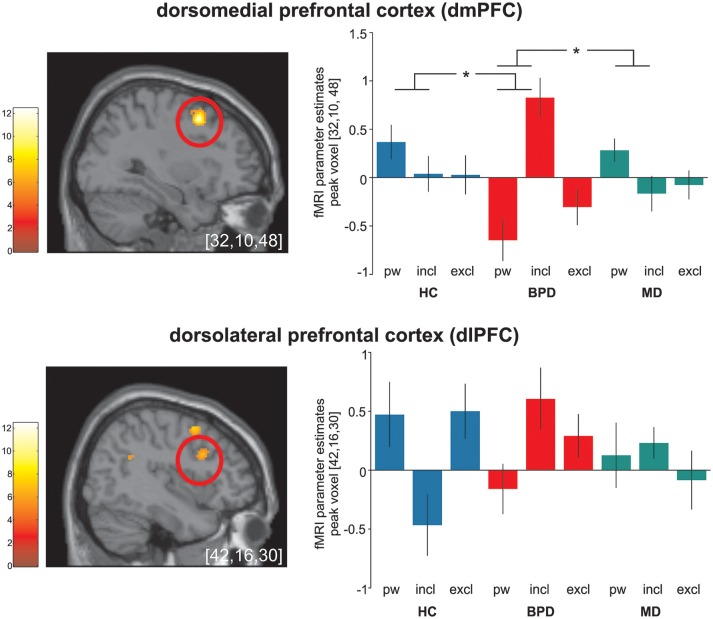 dorsomedial prefrontal cortex (dmPFC)
12
10
8
6
4
2
0
[32,10,48]
fMRI parameter estimates
peak voxel [32,10, 48]
1.5
1
0.5
0
-0.5
-1
*
*
pw incl excl pw incl excl pw incl excl
HC BPD MD
dorsolateral prefrontal cortex (dlPFC)
12
10
8
6
4
2
0
[42,16,30]
fMRI parameter estimates
peak voxel [42,16,30]
1
0.5
0
-0.5
-1
pw incl excl pw incl excl pw incl excl
HC BPD MD